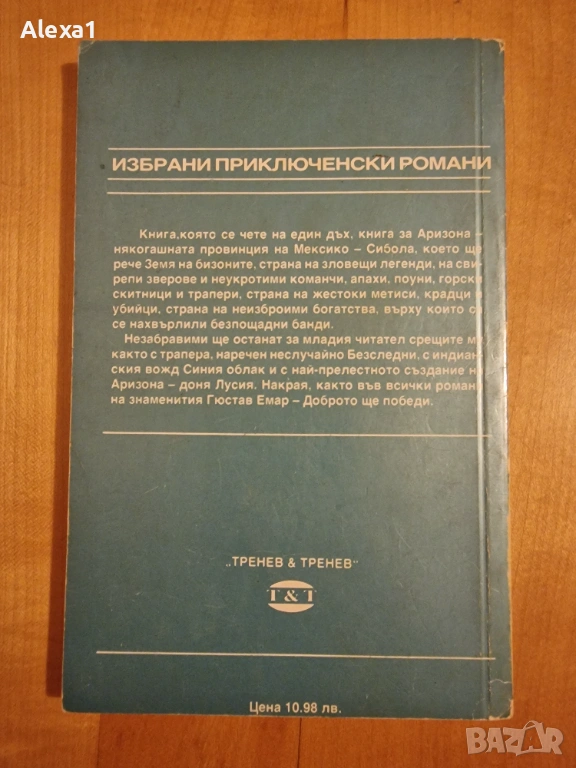 Alexa1
ИЗБРАНИ ПРИКЛЮЧЕНСКИ РОМАНИ
Книга,която се чете на един дъх, книга за Аризона –
някогашната провинция на Мексико – Сибола, което ще
рече Земя на бизоните, страна на зловещи легенди, на сви-
репи зверове и неукротими команчи, апахи, поуни, горски
скитници и трапери, страна на жестоки метиси, крадци и
убийци, страна на неизброими богатства, върху които са
се нахвърлили безпощадни банди.
Незабравими ще останат за младия читател срещите му
както с трапера, наречен неслучайно Безследни, с индиан-
ския вожд Синия облак и с най-прелестното създание на
Аризона – доня Лусия. Накрая, както във всички романи
на знаменития Гюстав Емар – Доброто ще победи.
„ТРЕНЕВ & ТРЕНЕВ"
T & T
Цена 10.98 лв.
BAZAR